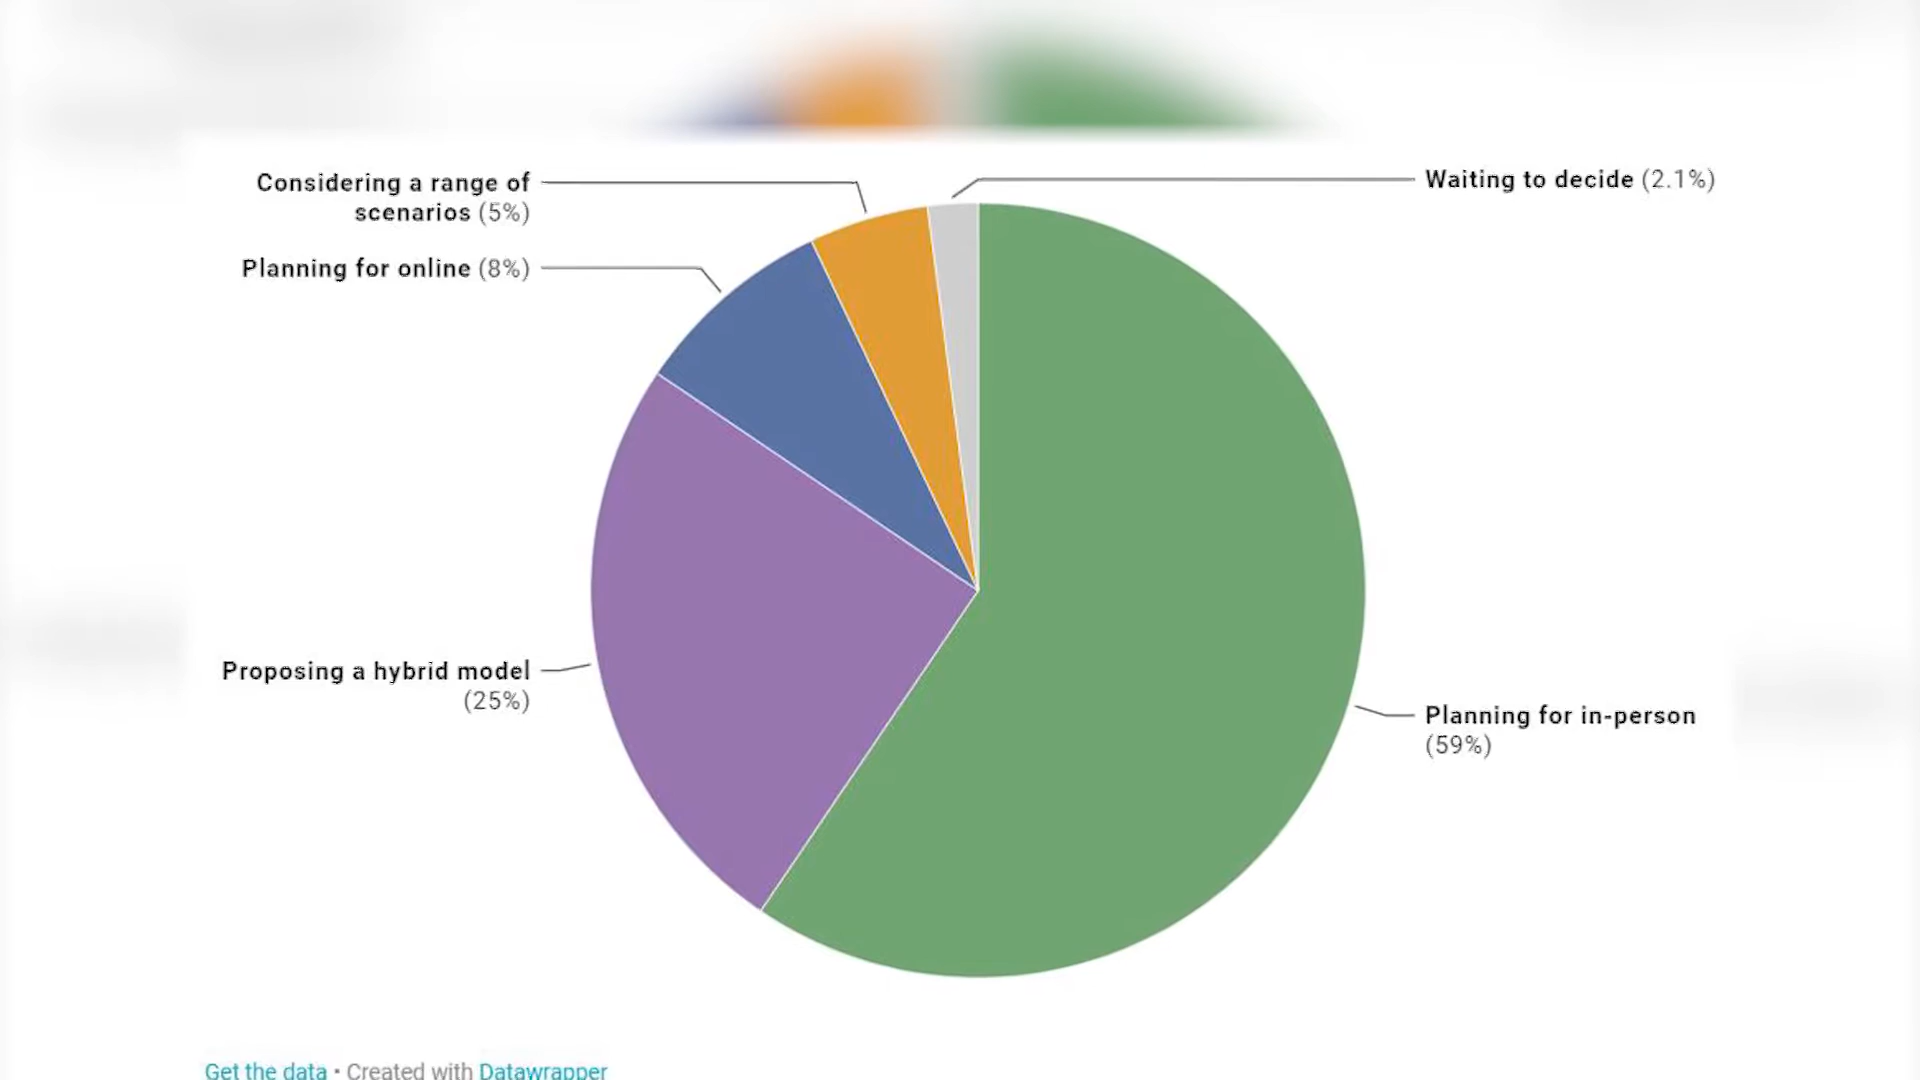 Considering a range of
scenarios (5%)
Waiting to decide (2.1%)
Planning for online (8%)
Proposing a hybrid model
(25%)
Planning for in-person
(59%)
Get the data • Created with Datawrapper